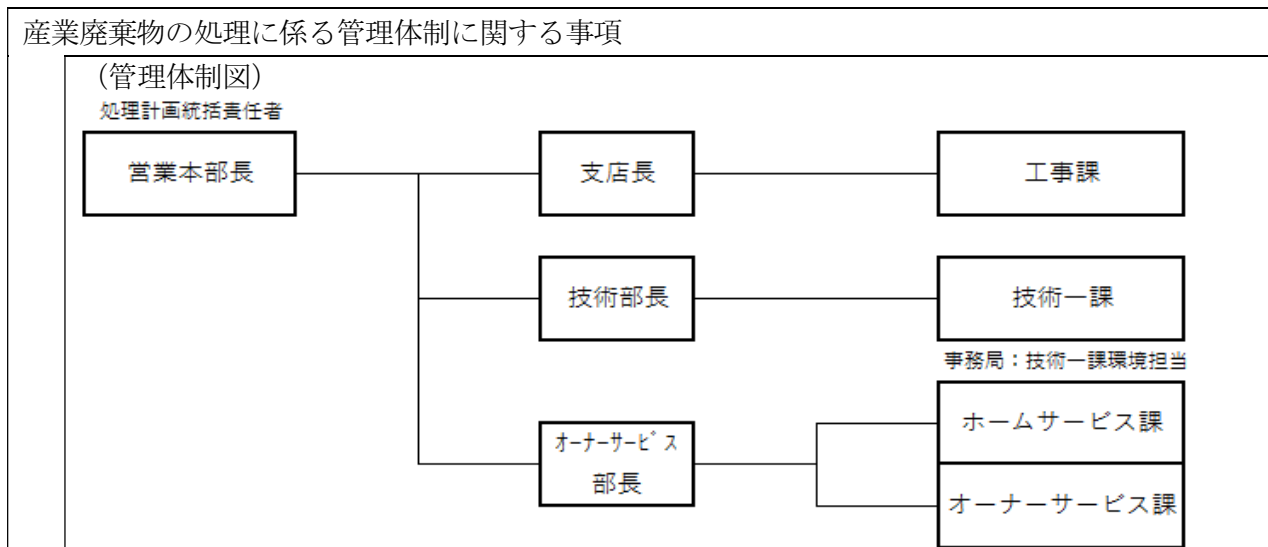 産業廃棄物の処理に係る管理体制に関する事項
（管理体制図）
処理計画統括責任者
営業本部長
支店長
工事課
技術部長
技術一課
事務局：技術一課環境担当
ホームサービス課
ｵｰﾅｰｻｰﾋﾞｽ
部長
オーナーサービス課